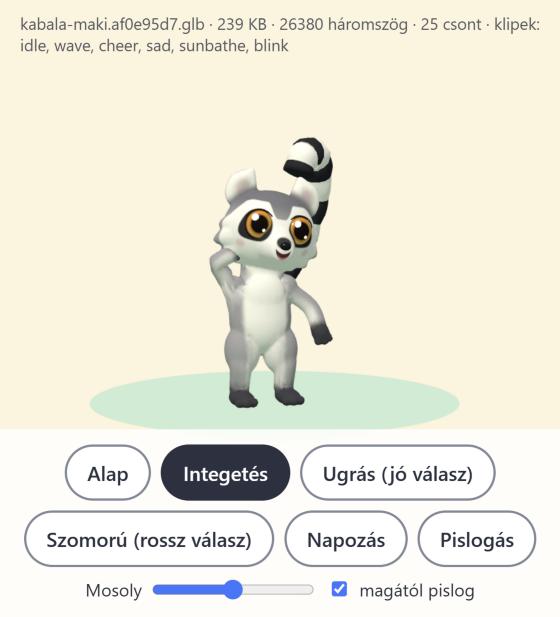 kabala-maki.af0e95d7.glb · 239 KB · 26380 háromszög · 25 csont · klipek:
idle, wave, cheer, sad, sunbathe, blink
Alap Integetés Ugrás (jó válasz)
Szomorú (rossz válasz) Napozás Pislogás
Mosoly magától pislog